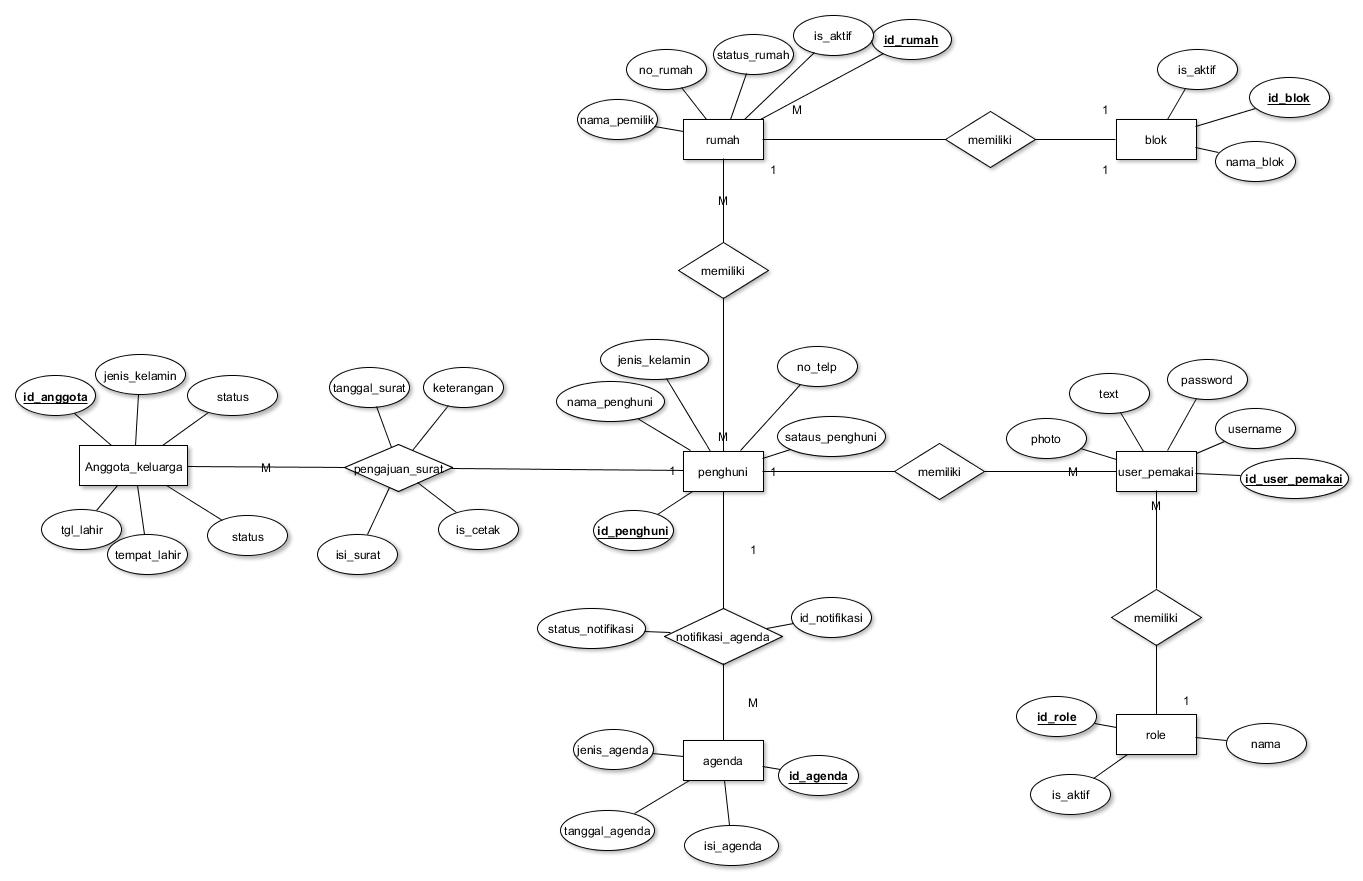 is_aktif
id_rumah
status_rumah
no_rumah
is_aktif
id_blok
nama_pemilik
M
1
rumah
memiliki
blok
nama_blok
1
1
M
memiliki
jenis_kelamin
no_telp
jenis_kelamin
tanggal_surat
keterangan
password
id_anggota
status
nama_penghuni
text
sataus_penghuni
username
M
photo
Anggota_keluarga
M
pengajuan_surat
1
penghuni
1
memiliki
M
user_pemakai
id_user_pemakai
M
tgl_lahir
tempat_lahir
status
isi_surat
is_cetak
id_penghuni
1
status_notifikasi
notifikasi_agenda
id_notifikasi
memiliki
M
1
id_role
role
nama
jenis_agenda
agenda
id_agenda
is_aktif
tanggal_agenda
isi_agenda